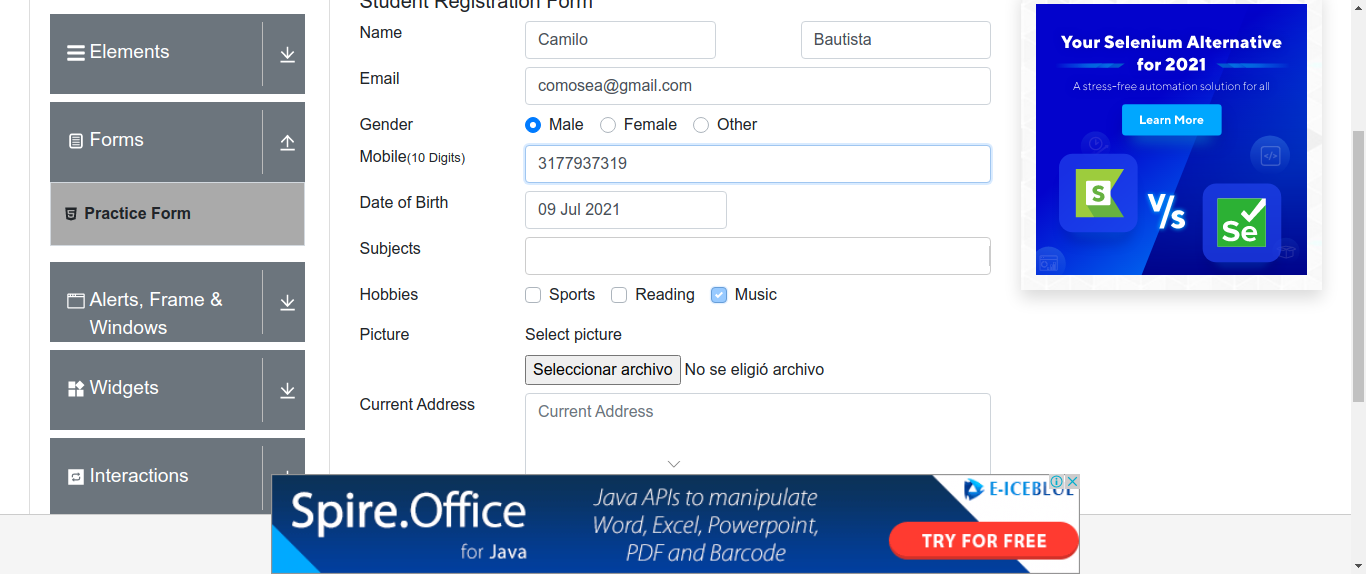 Student Registration Form
Elements
Forms
Practice Form
Alerts, Frame &
Windows
Widgets
Interactions
Name Camilo Bautista
Email comosea@gmail.com
Gender Male Female Other
Mobile(10 Digits) 3177937319
Date of Birth 09 Jul 2021
Subjects
Hobbies Sports Reading Music
Picture Select picture
Seleccionar archivo No se eligió archivo
Current Address Current Address
Your Selenium Alternative
for 2021
A stress-free automation solution for all
Learn More
S
V/S
Se
Spire.Office
for Java
Java APIs to manipulate
Word, Excel, Powerpoint,
PDF and Barcode
E-ICEBLUE
TRY FOR FREE